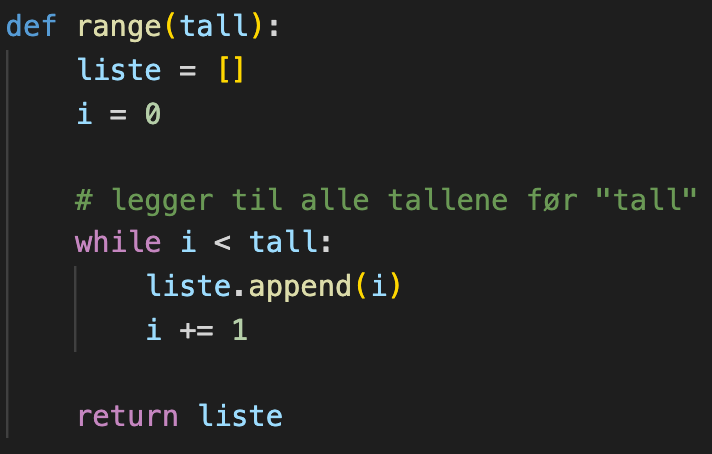 def range(tall):
    liste = []
    i = 0
    # legger til alle tallene før "tall"
    while i < tall:
        liste.append(i)
        i += 1
    return liste